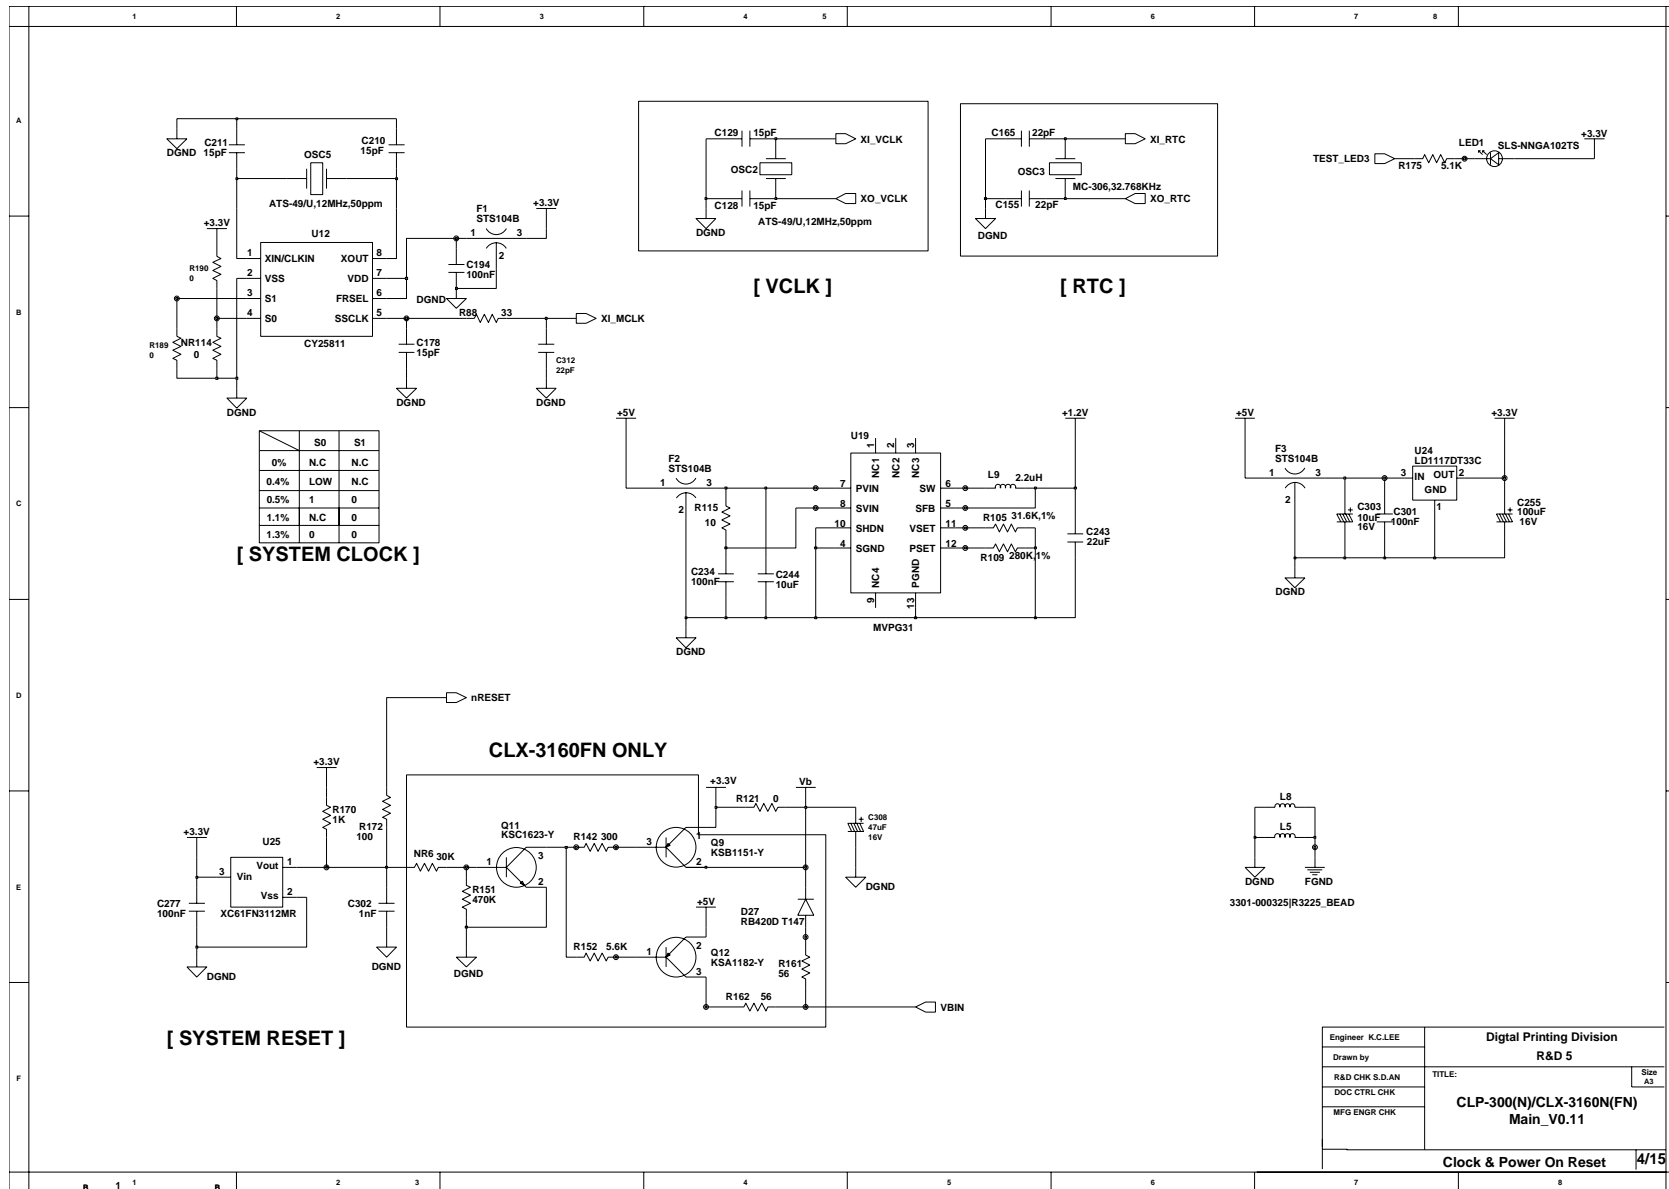 1 2 3 4 5 6 7 8
A
B
C
D
E
F
DGND
C211
15pF
C210
15pF
OSC5
ATS-49/U,12MHz,50ppm
+3.3V
R190
0
U12
1 XIN/CLKIN XOUT 8
2 VSS VDD 7
3 S1 FRSEL 6
4 S0 SSCLK 5
CY25811
R189
0
NR114
0
DGND
F1
STS104B
1 3
2
+3.3V
C194
100nF
DGND
R88 33
XI_MCLK
C178
15pF
DGND
C312
22pF
DGND
S0 S1
0% N.C N.C
0.4% LOW N.C
0.5% 1 0
1.1% N.C 0
1.3% 0 0
[ SYSTEM CLOCK ]
C129 15pF
XI_VCLK
OSC2
C128 15pF
XO_VCLK
DGND
ATS-49/U,12MHz,50ppm
[ VCLK ]
C165 22pF
XI_RTC
OSC3
MC-306,32.768KHz
C155 22pF
XO_RTC
DGND
[ RTC ]
TEST_LED3
R175 5.1K
LED1
SLS-NNGA102TS
+3.3V
+5V
F2
STS104B
1 3
2
R115
10
C234
100nF
C244
10uF
DGND
U19
1 2 3
NC1 NC2 NC3
7 PVIN SW 6
8 SVIN SFB 5
10 SHDN VSET 11
4 SGND PSET 12
NC4 PGND
9 13
MVPG31
L9 2.2uH
R105 31.6K,1%
R109 280K,1%
+1.2V
C243
22uF
+5V
F3
STS104B
1 3
2
C303
10uF
16V
C301
100nF
U24
LD1117DT33C
3 IN OUT 2
GND
1
+3.3V
C255
100uF
16V
DGND
nRESET
CLX-3160FN ONLY
+3.3V
R170
1K
R172
100
+3.3V
U25
3 Vin Vout 1
Vss 2
XC61FN3112MR
C277
100nF
DGND
C302
1nF
DGND
NR6 30K
R151
470K
DGND
Q11
KSC1623-Y
1 3
2
R142 300
R152 5.6K
+3.3V
R121 0
Vb
C308
47uF
16V
DGND
3 1
Q9
KSB1151-Y
2
+5V
1 2
Q12
KSA1182-Y
3
D27
RB420D T147
R161
56
R162 56
VBIN
[ SYSTEM RESET ]
L8
L5
DGND FGND
3301-000325|R3225_BEAD
Engineer K.C.LEE
Drawn by
R&D CHK S.D.AN
DOC CTRL CHK
MFG ENGR CHK
Digtal Printing Division
R&D 5
TITLE:
Size
A3
CLP-300(N)/CLX-3160N(FN)
Main_V0.11
Clock & Power On Reset 4/15
1 2 3 4 5 6 7 8